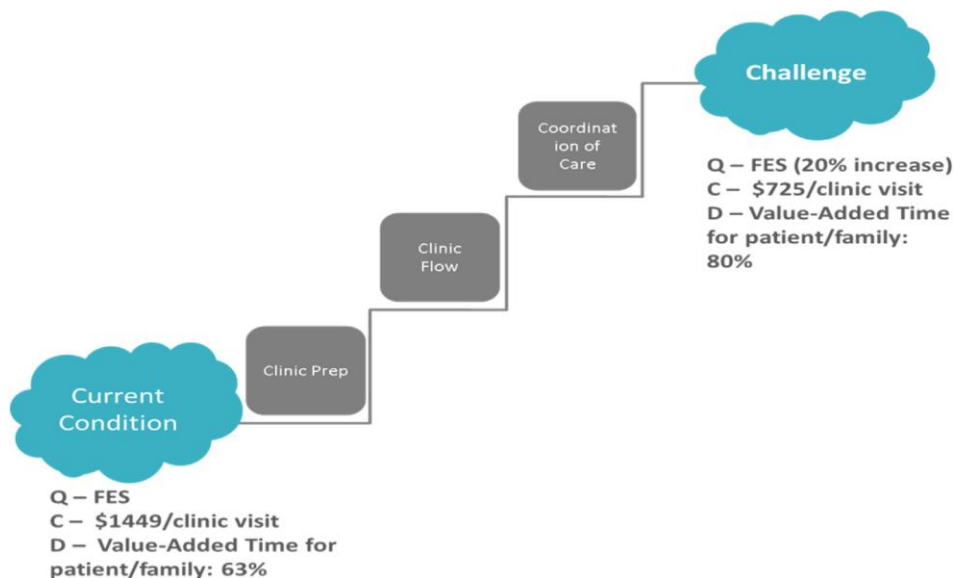 Challenge
Coordinat
ion of
Care
Q – FES (20% increase)
C – $725/clinic visit
D – Value-Added Time
for patient/family:
80%
Clinic
Flow
Clinic Prep
Current
Condition
Q – FES
C – $1449/clinic visit
D – Value-Added Time for
patient/family: 63%